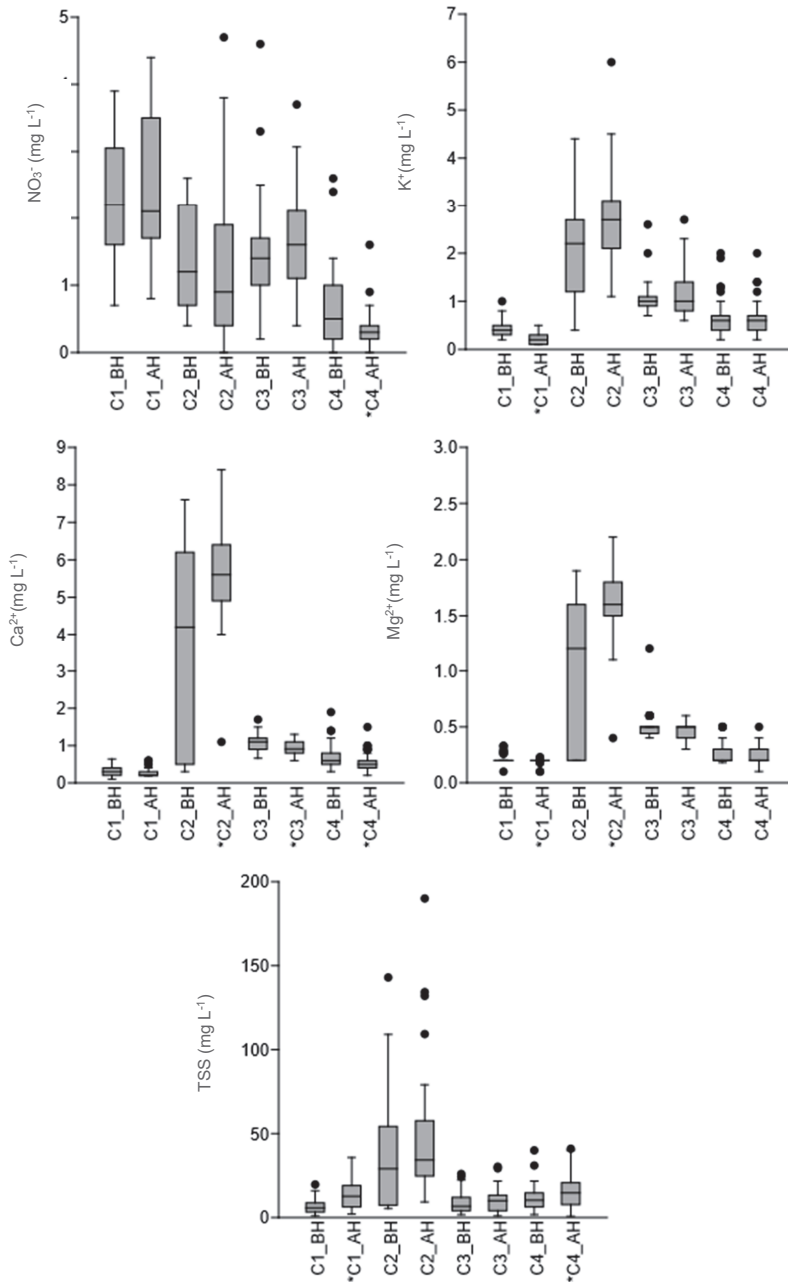 5
1
0
NO₃⁻ (mg L⁻¹)
C1_BH
C1_AH
C2_BH
C2_AH
C3_BH
C3_AH
C4_BH
*C4_AH
7
6
5
4
3
2
1
0
K⁺(mg L⁻¹)
C1_BH
*C1_AH
C2_BH
C2_AH
C3_BH
C3_AH
C4_BH
C4_AH
9
8
7
6
5
4
3
2
1
0
Ca²⁺(mg L⁻¹)
C1_BH
C1_AH
C2_BH
*C2_AH
C3_BH
*C3_AH
C4_BH
*C4_AH
3.0
2.5
2.0
1.5
1.0
0.5
0.0
Mg²⁺(mg L⁻¹)
C1_BH
*C1_AH
C2_BH
*C2_AH
C3_BH
C3_AH
C4_BH
C4_AH
200
150
100
50
0
TSS (mg L⁻¹)
C1_BH
*C1_AH
C2_BH
C2_AH
C3_BH
C3_AH
C4_BH
*C4_AH